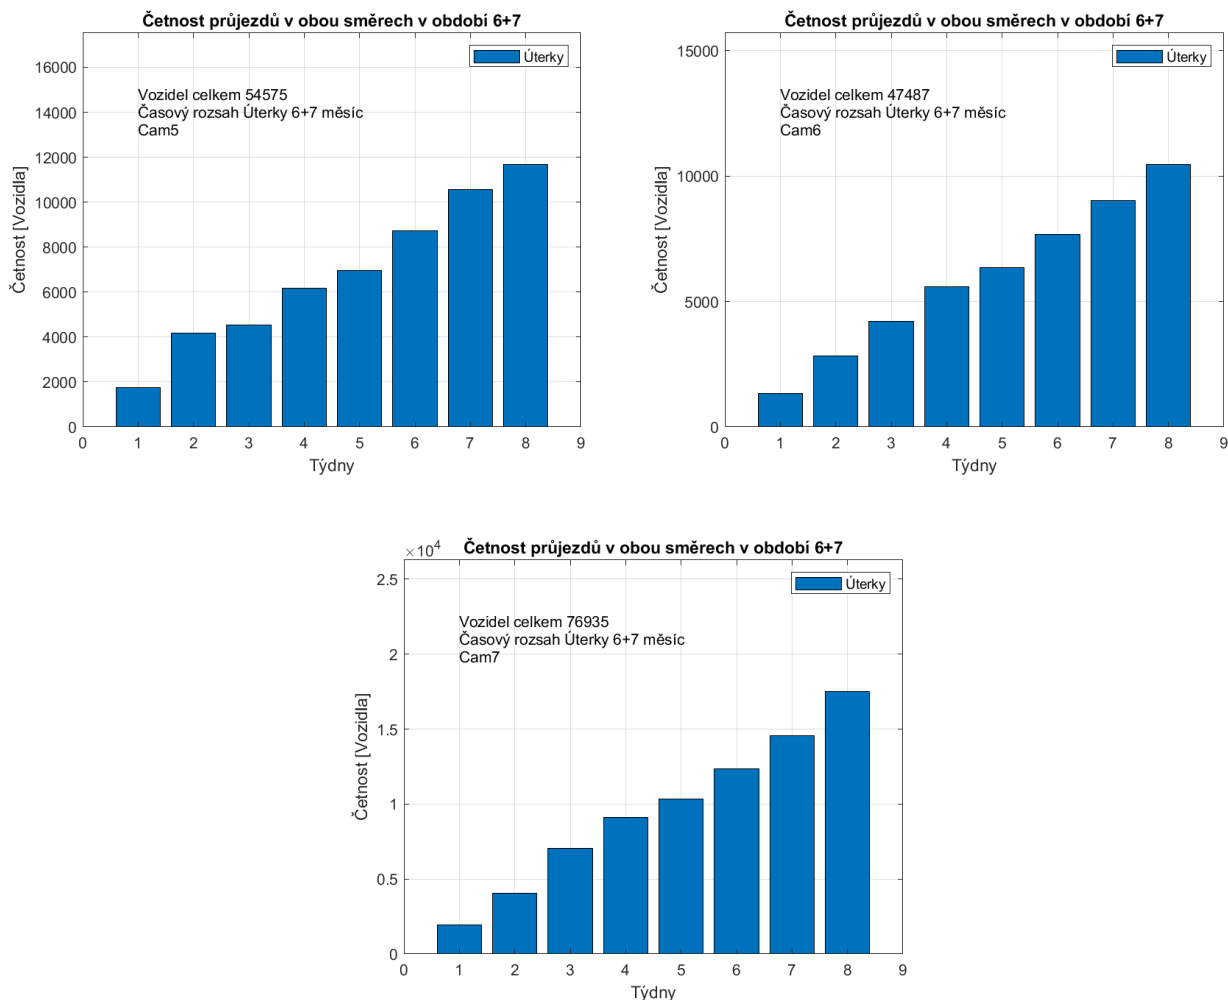 Četnost průjezdů v obou směrech v období 6+7
Úterky
Vozidel celkem 54575
Časový rozsah Úterky 6+7 měsíc
Cam5
16000
14000
12000
10000
8000
6000
4000
2000
0
Četnost [Vozidla]
0 1 2 3 4 5 6 7 8 9
Týdny
Četnost průjezdů v obou směrech v období 6+7
Úterky
Vozidel celkem 47487
Časový rozsah Úterky 6+7 měsíc
Cam6
15000
10000
5000
0
Četnost [Vozidla]
0 1 2 3 4 5 6 7 8 9
Týdny
Četnost průjezdů v obou směrech v období 6+7
×10⁴
Úterky
Vozidel celkem 76935
Časový rozsah Úterky 6+7 měsíc
Cam7
2.5
2
1.5
1
0.5
0
Četnost [Vozidla]
0 1 2 3 4 5 6 7 8 9
Týdny